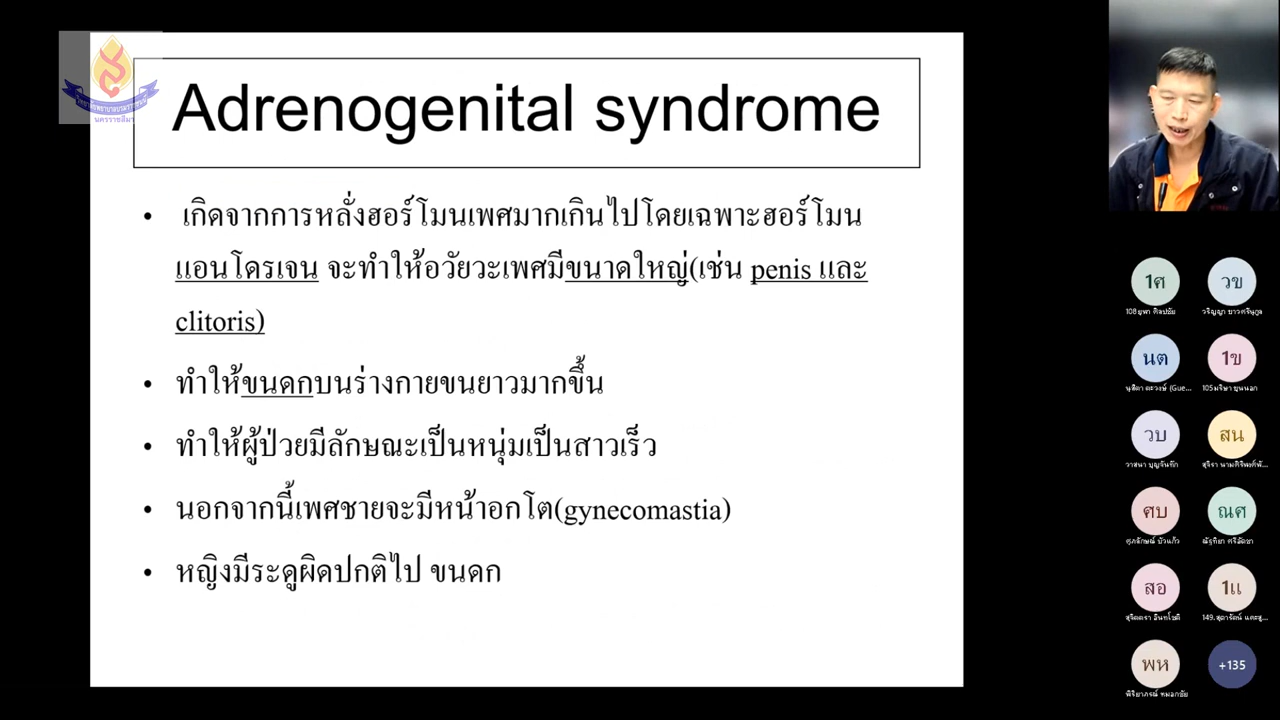 Adrenogenital syndrome
• เกิดจากการหลั่งฮอร์โมนเพศมากเกินไปโดยเฉพาะฮอร์โมน
แอนโดรเจน จะทำให้อวัยวะเพศมีขนาดใหญ่(เช่น penis และ
clitoris)
• ทำให้ขนดกบนร่างกายขนยาวมากขึ้น
• ทำให้ผู้ป่วยมีลักษณะเป็นหนุ่มเป็นสาวเร็ว
• นอกจากนี้เพศชายจะมีหน้าอกโต(gynecomastia)
• หญิงมีระดูผิดปกติไป ขนดก
นครราชสีมา
1ศ
วข
นต
1ข
วบ
สน
ศบ
ณศ
สอ
1แ
พห
+135